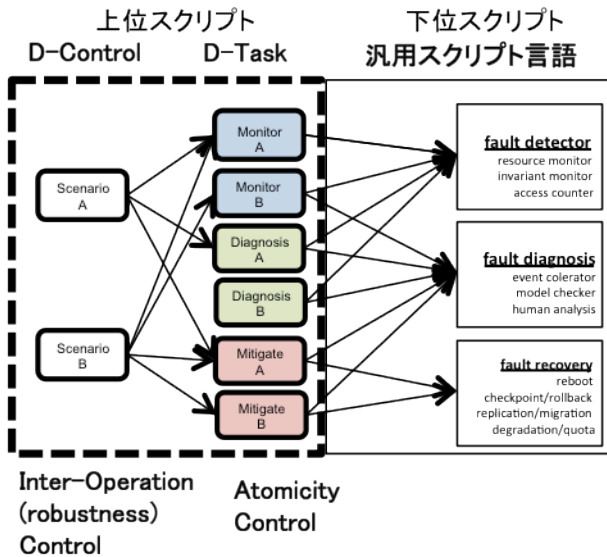 上位スクリプト
下位スクリプト
D-Control
D-Task
汎用スクリプト言語
Scenario
A
Scenario
B
Monitor
A
Monitor
B
Diagnosis
A
Diagnosis
B
Mitigate
A
Mitigate
B
fault detector
resource monitor
invariant monitor
access counter
fault diagnosis
event colerator
model checker
human analysis
fault recovery
reboot
checkpoint/rollback
replication/migration
degradation/quota
Inter-Operation
(robustness)
Control
Atomicity
Control